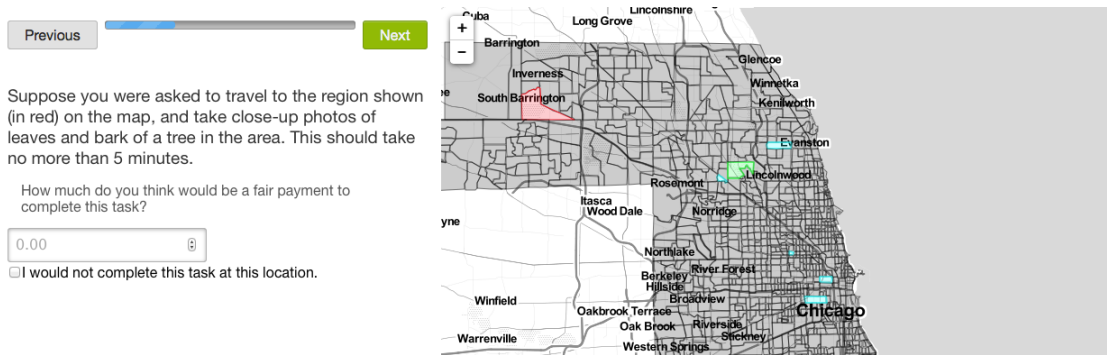 Previous
Next
Suppose you were asked to travel to the region shown
(in red) on the map, and take close-up photos of
leaves and bark of a tree in the area. This should take
no more than 5 minutes.
How much do you think would be a fair payment to
complete this task?
0.00
I would not complete this task at this location.
+
−
Cuba
Lincolnshire
Long Grove
Barrington
Glencoe
Inverness
Winnetka
South Barrington
Kenilworth
Evanston
Lincolnwood
Rosemont
Itasca
Wood Dale
Norridge
yne
Northlake
River Forest
Berkeley
Hillside
Winfield
Broadview
Oakbrook Terrace
Chicago
Oak Brook
Riverside
Stickney
Warrenville
Western Springs